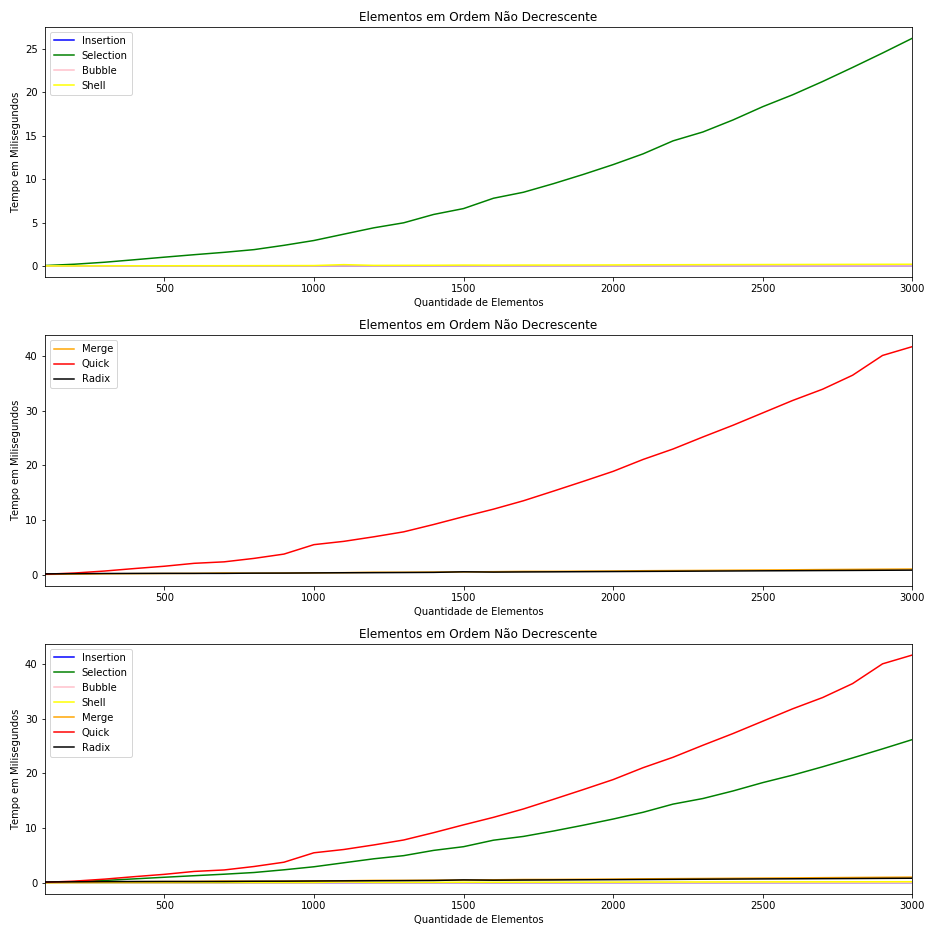 Elementos em Ordem Não Decrescente
Tempo em Milisegundos
25
20
15
10
5
0
Insertion
Selection
Bubble
Shell
500
1000
1500
2000
2500
3000
Quantidade de Elementos
Elementos em Ordem Não Decrescente
Tempo em Milisegundos
40
30
20
10
0
Merge
Quick
Radix
500
1000
1500
2000
2500
3000
Quantidade de Elementos
Elementos em Ordem Não Decrescente
Tempo em Milisegundos
40
30
20
10
0
Insertion
Selection
Bubble
Shell
Merge
Quick
Radix
500
1000
1500
2000
2500
3000
Quantidade de Elementos